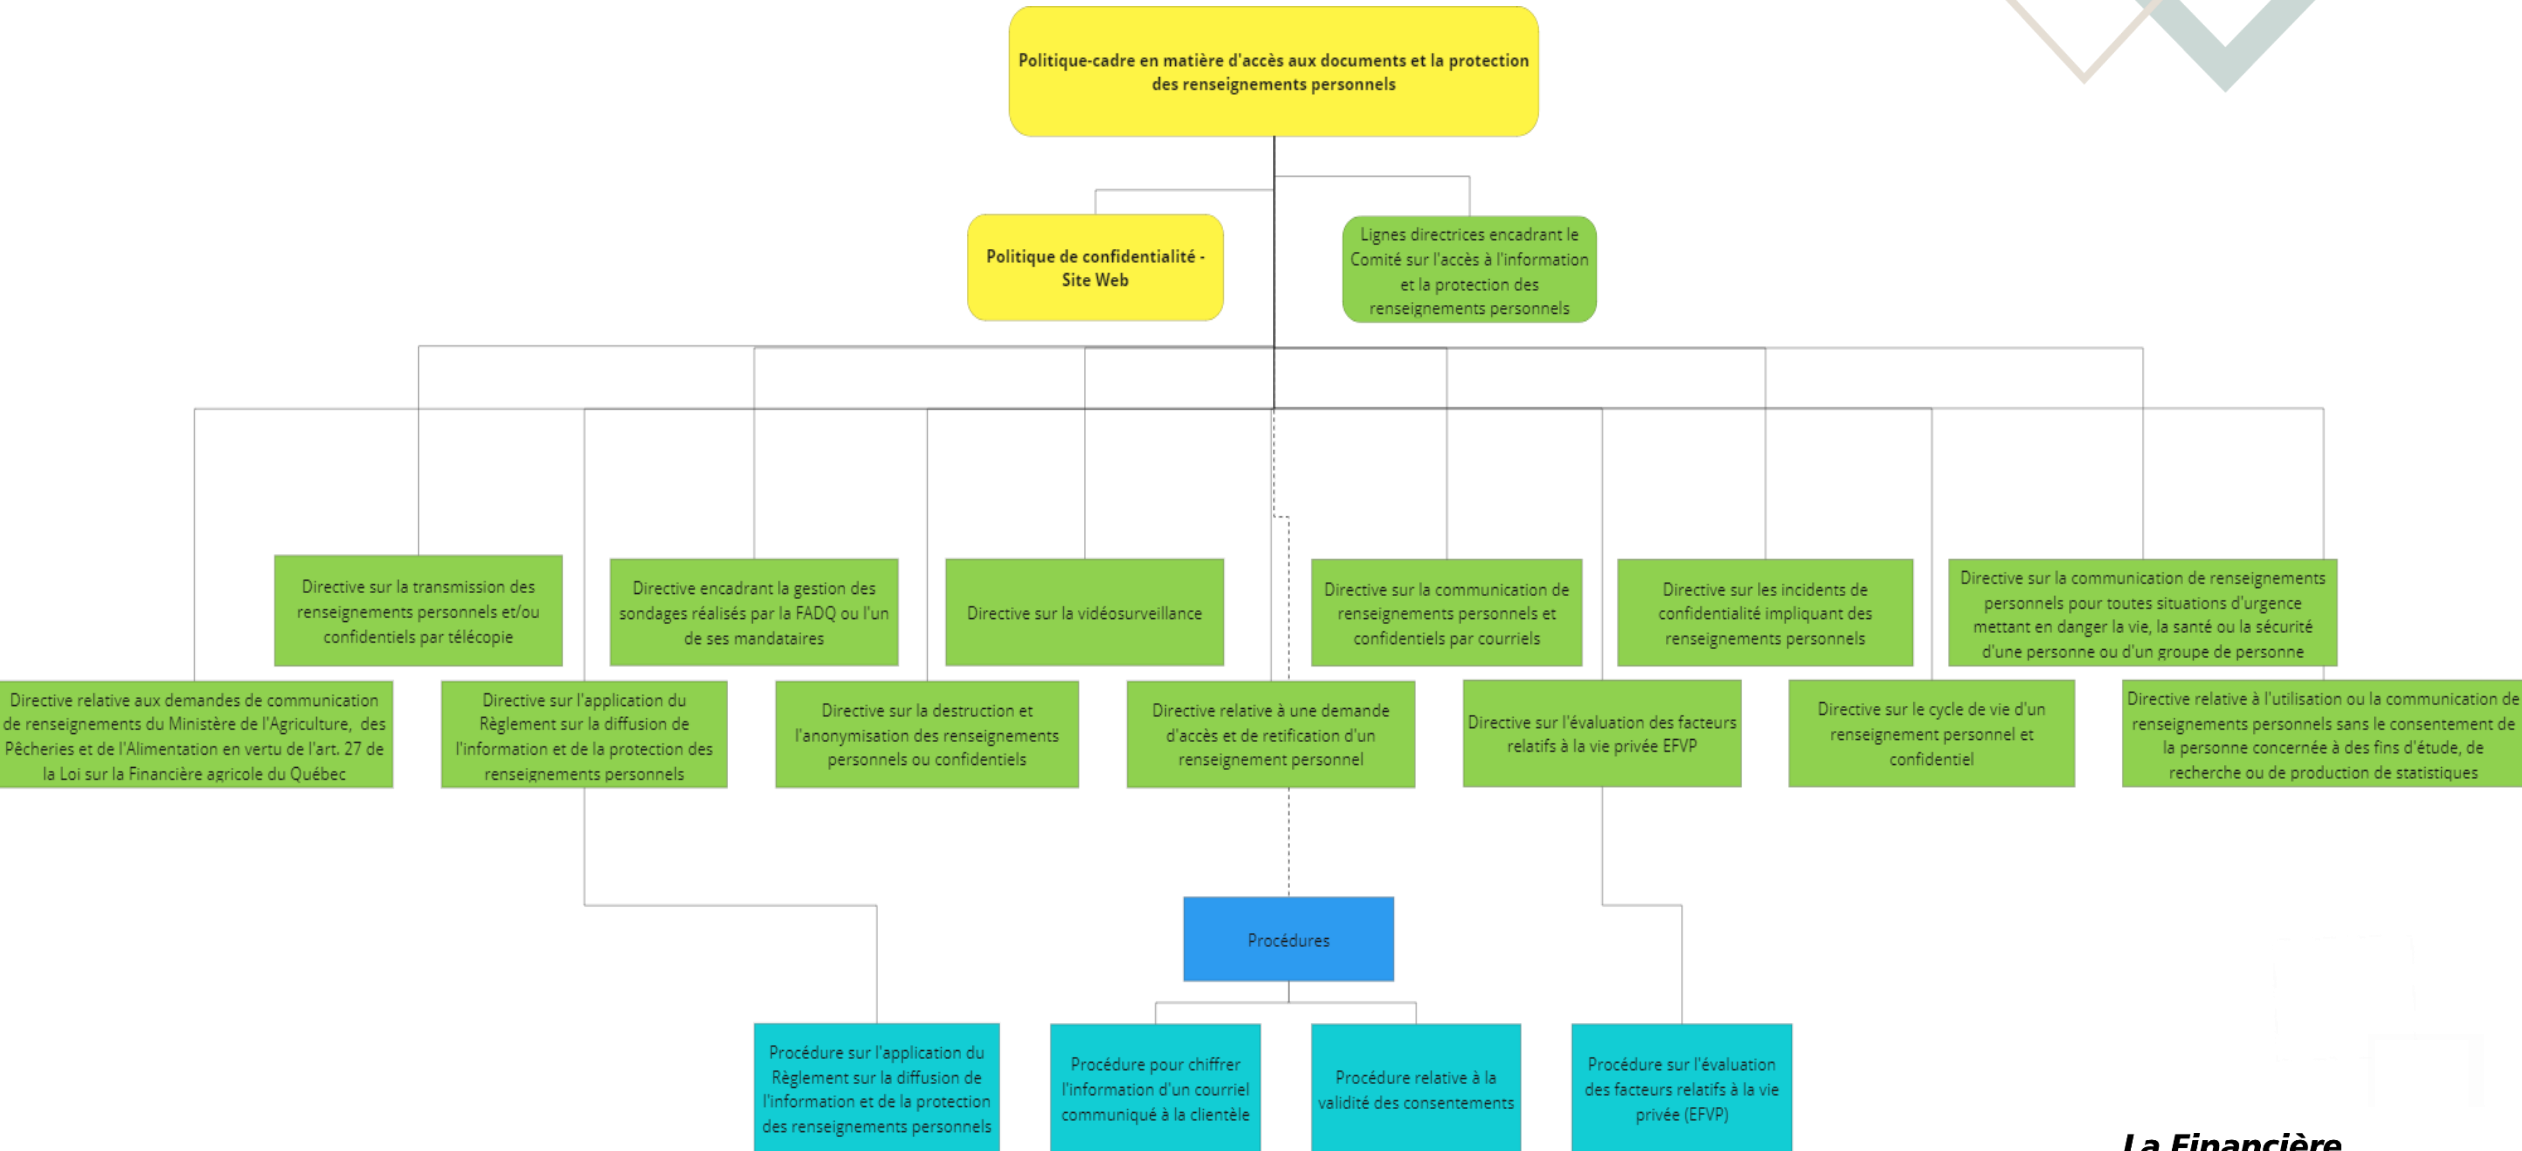 Politique-cadre en matière d'accès aux documents et la protection
des renseignements personnels
Politique de confidentialité -
Site Web
Lignes directrices encadrant le
Comité sur l'accès à l'information
et la protection des
renseignements personnels
Directive sur la transmission des
renseignements personnels et/ou
confidentiels par télécopie
Directive encadrant la gestion des
sondages réalisés par la FADQ ou l'un
de ses mandataires
Directive sur la vidéosurveillance
Directive sur la communication de
renseignements personnels et
confidentiels par courriels
Directive sur les incidents de
confidentialité impliquant des
renseignements personnels
Directive sur la communication de renseignements
personnels pour toutes situations d'urgence
mettant en danger la vie, la santé ou la sécurité
d'une personne ou d'un groupe de personne
Directive relative aux demandes de communication
de renseignements du Ministère de l'Agriculture, des
Pêcheries et de l'Alimentation en vertu de l'art. 27 de
la Loi sur la Financière agricole du Québec
Directive sur l'application du
Règlement sur la diffusion de
l'information et de la protection des
renseignements personnels
Directive sur la destruction et
l'anonymisation des renseignements
personnels ou confidentiels
Directive relative à une demande
d'accès et de retification d'un
renseignement personnel
Directive sur l'évaluation des facteurs
relatifs à la vie privée EFVP
Directive sur le cycle de vie d'un
renseignement personnel et
confidentiel
Directive relative à l'utilisation ou la communication de
renseignements personnels sans le consentement de
la personne concernée à des fins d'étude, de
recherche ou de production de statistiques
Procédures
Procédure sur l'application du
Règlement sur la diffusion de
l'information et de la protection
des renseignements personnels
Procédure pour chiffrer
l'information d'un courriel
communiqué à la clientèle
Procédure relative à la
validité des consentements
Procédure sur l'évaluation
des facteurs relatifs à la vie
privée (EFVP)
La Financière